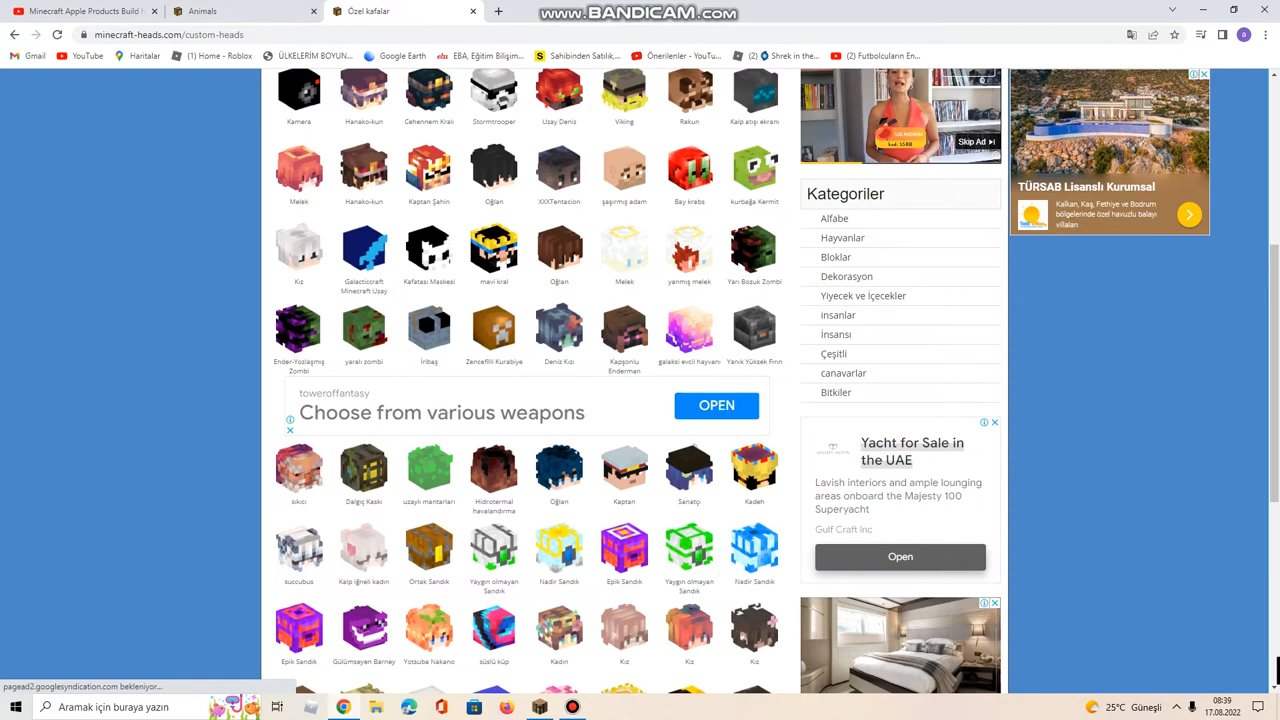 Minecraft Apple Products Build H
Animals
Özel kafalar
WWW.BANDICAM.COM
minecraft-heads.com/custom-heads
a
Gmail
YouTube
Haritalar
(1) Home - Roblox
ÜLKELERİM BOYUN...
Google Earth
EBA, Eğitim Bilişim...
Sahibinden Satılık,...
Önerilenler - YouTu...
(2) Shrek in the...
(2) Futbolcuların En...
Kamera
Hanako-kun
Cehennem Kralı
Stormtrooper
Uzay Deniz
Viking
Rakun
Kalp atışı ekranı
Melek
Hanako-kun
Kaptan Şahin
Oğlan
XXXTentacion
şaşırmış adam
Bay krabs
kurbağa Kermit
Kız
Galacticcraft
Minecraft Uzay
Kafatası Maskesi
mavi kral
Oğlan
Melek
yanmış melek
Yarı Bozuk Zombi
Ender-Yozlaşmış
Zombi
yaralı zombi
İribaş
Zencefilli Kurabiye
Deniz Kızı
Kapşonlu
Enderman
galaksi evcil hayvanı
Yanık Yüksek Fırın
toweroffantasy
Choose from various weapons
OPEN
sıkıcı
Dalgıç Kaskı
uzaylı mantarları
Hidrotermal
havalandırma
Oğlan
Kaptan
Sanatçı
Kadeh
succubus
Kalp iğneli kadın
Ortak Sandık
Yaygın olmayan
Sandık
Nadir Sandık
Epik Sandık
Yaygın olmayan
Sandık
Nadir Sandık
Epik Sandık
Gülümseyen Barney
Yotsuba Nakano
süslü küp
Kadın
Kız
Kız
Kız
Skip Ad
Kategoriler
Alfabe
Hayvanlar
Bloklar
Dekorasyon
Yiyecek ve İçecekler
insanlar
İnsansı
Çeşitli
canavarlar
Bitkiler
Yacht for Sale in
the UAE
Lavish interiors and ample lounging
areas onboard the Majesty 100
Superyacht
Gulf Craft Inc
Open
TÜRSAB Lisanslı Kurumsal
Kalkan, Kaş, Fethiye ve Bodrum
bölgelerinde özel havuzlu balayı
villaları
pagead2.googlesyndication.com bekleniyor...
Aramak için buraya yazın
25°C Güneşli
08:39
17.08.2022